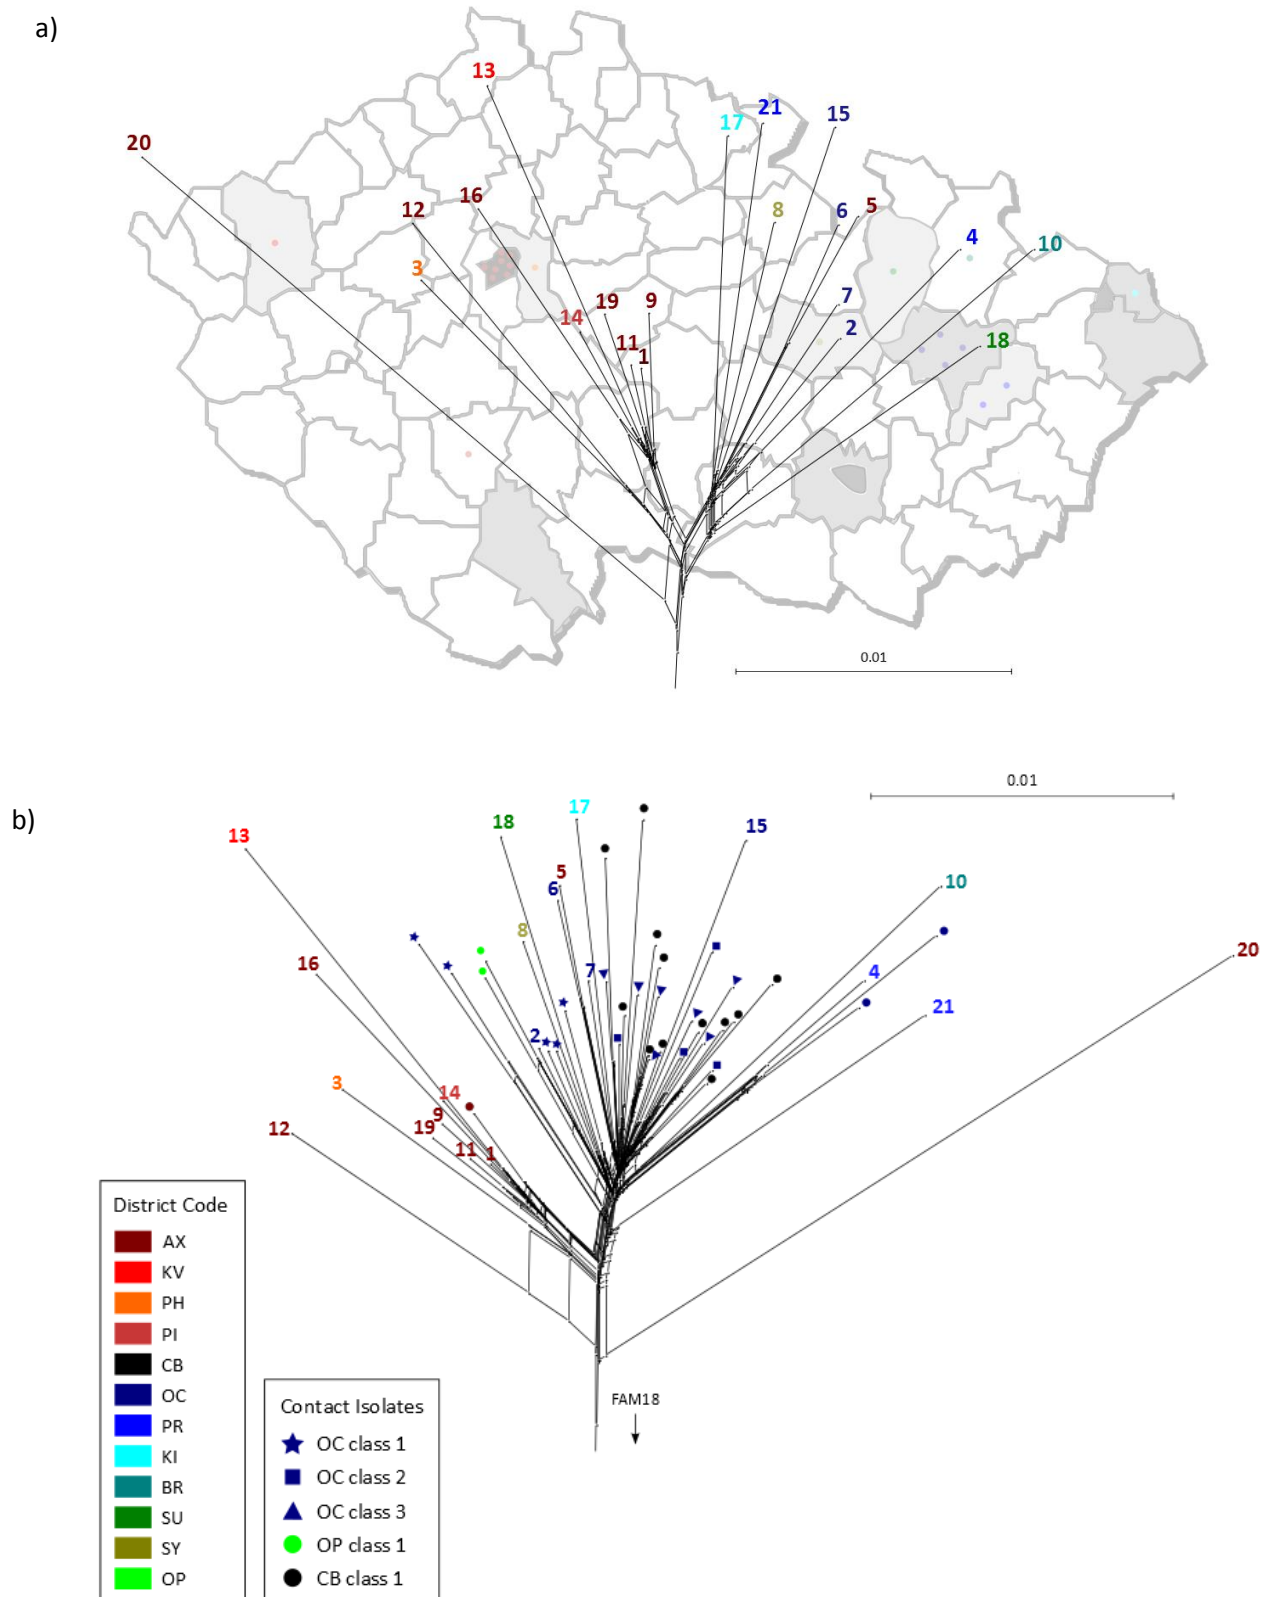 a)
13
21
15
17
20
16
12
8
6
5
4
10
3
7
19
9
14
2
11
1
18
0.01
0.01
b)
17
18
15
13
5
6
10
8
20
16
7
4
21
2
3
14
9
19
12
11
1
District Code
AX
KV
PH
PI
CB
OC
PR
KI
BR
SU
SY
OP
FAM18
Contact Isolates
OC class 1
OC class 2
OC class 3
OP class 1
CB class 1